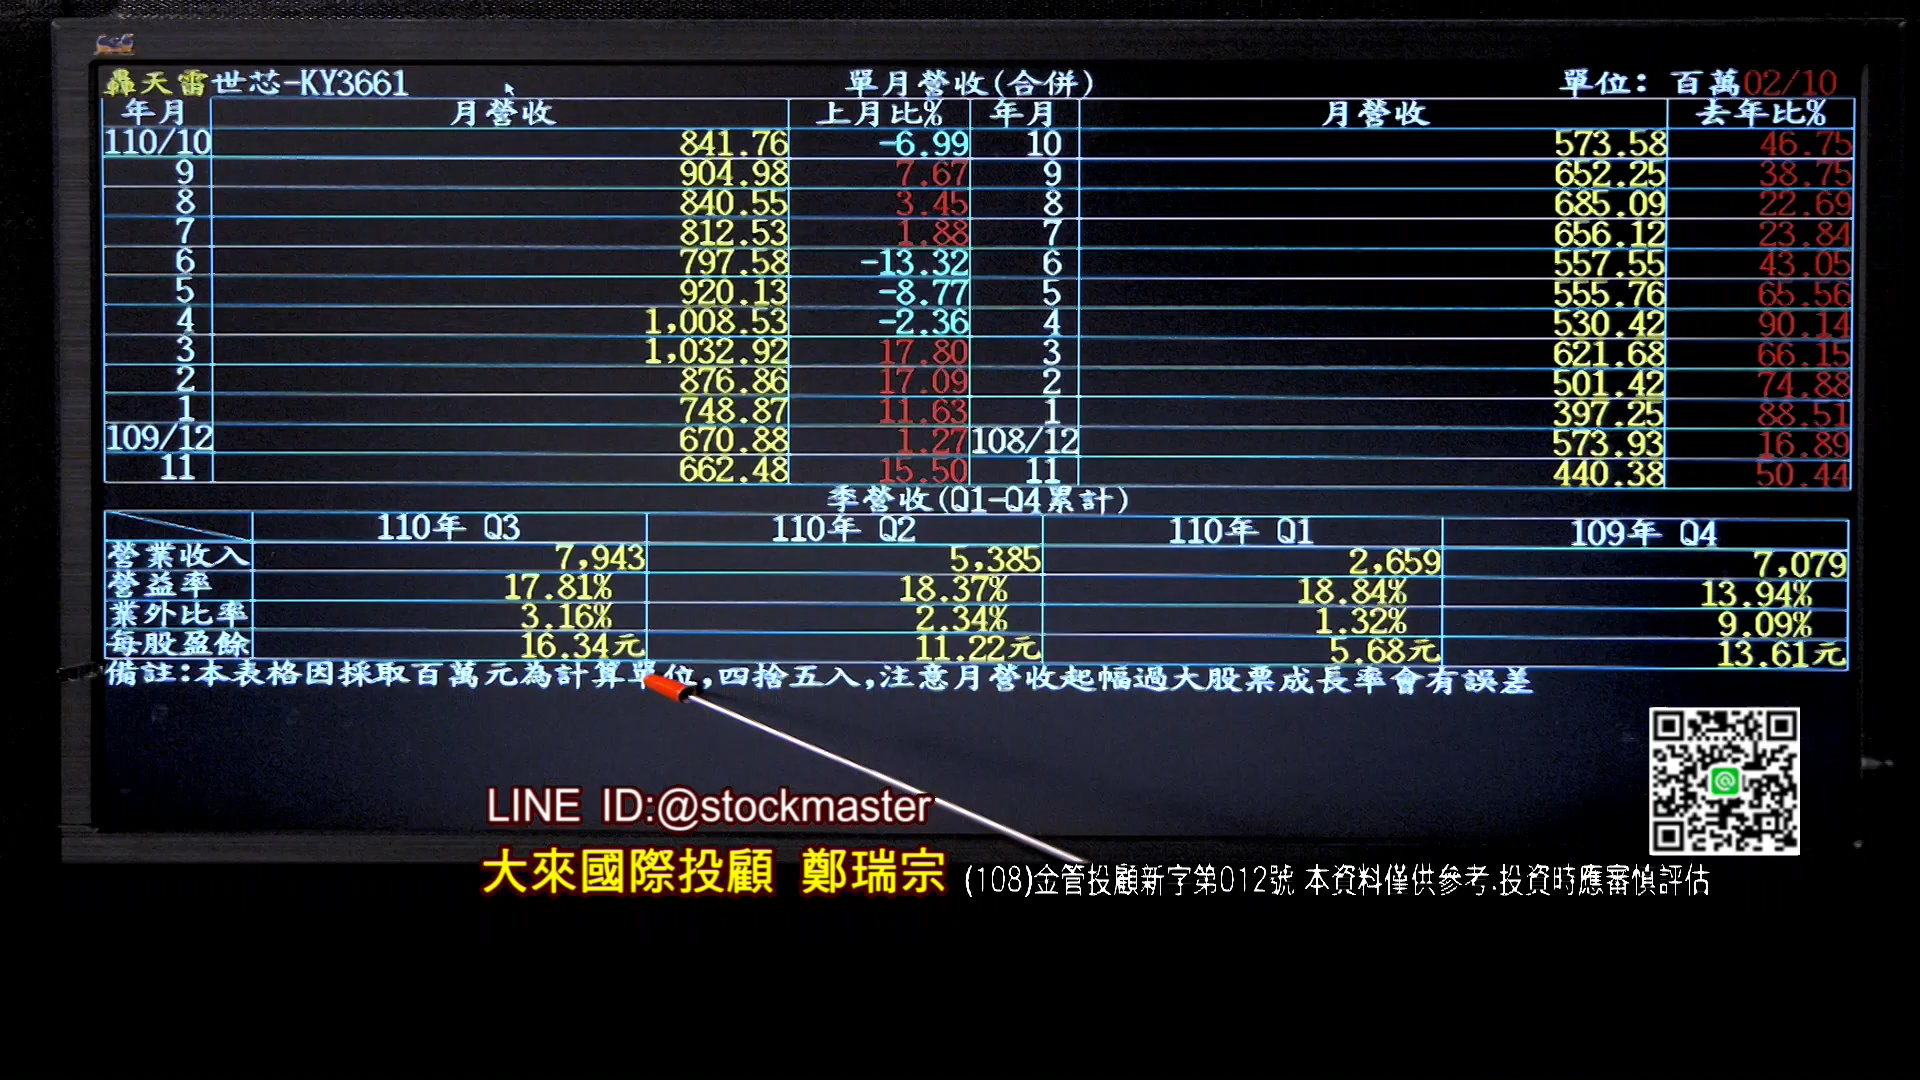 轟天雷世芯-KY3661 單月營收(合併) 單位: 百萬02/10
年月 月營收 上月比% 年月 月營收 去年比%
110/10 841.76 -6.99 10 573.58 46.75
9 904.98 7.67 9 652.25 38.75
8 840.55 3.45 8 685.09 22.69
7 812.53 1.88 7 656.12 23.84
6 797.58 -13.32 6 557.55 43.05
5 920.13 -8.77 5 555.76 65.56
4 1,008.53 -2.36 4 530.42 90.14
3 1,032.92 17.80 3 621.68 66.15
2 876.86 17.09 2 501.42 74.88
1 748.87 11.63 1 397.25 88.51
109/12 670.88 1.27 108/12 573.93 16.89
11 662.48 15.50 11 440.38 50.44
季營收(Q1-Q4累計)
110年 Q3 110年 Q2 110年 Q1 109年 Q4
營業收入 7,943 5,385 2,659 7,079
營益率 17.81% 18.37% 18.84% 13.94%
業外比率 3.16% 2.34% 1.32% 9.09%
每股盈餘 16.34元 11.22元 5.68元 13.61元
備註:本表格因採取百萬元為計算單位,四捨五入,注意月營收起幅過大股票成長率會有誤差
LINE ID:@stockmaster
大來國際投顧 鄭瑞宗 (108)金管投顧新字第012號 本資料僅供參考.投資時應審慎評估